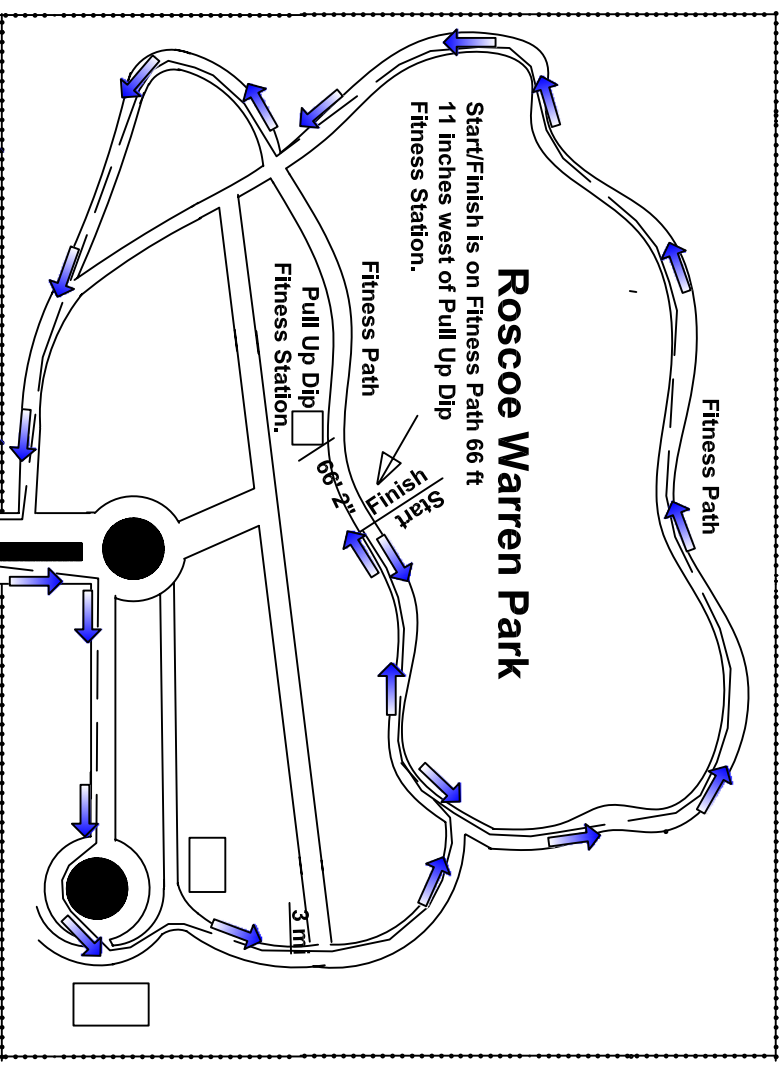 Roscoe Warren Park
Start/Finish is on Fitness Path 66 ft
11 inches west of Pull Up Dip
Fitness Station.
Fitness Path
Fitness Path
Pull Up Dip
Fitness Station.
Finish
Start
66' 2"
3 mi